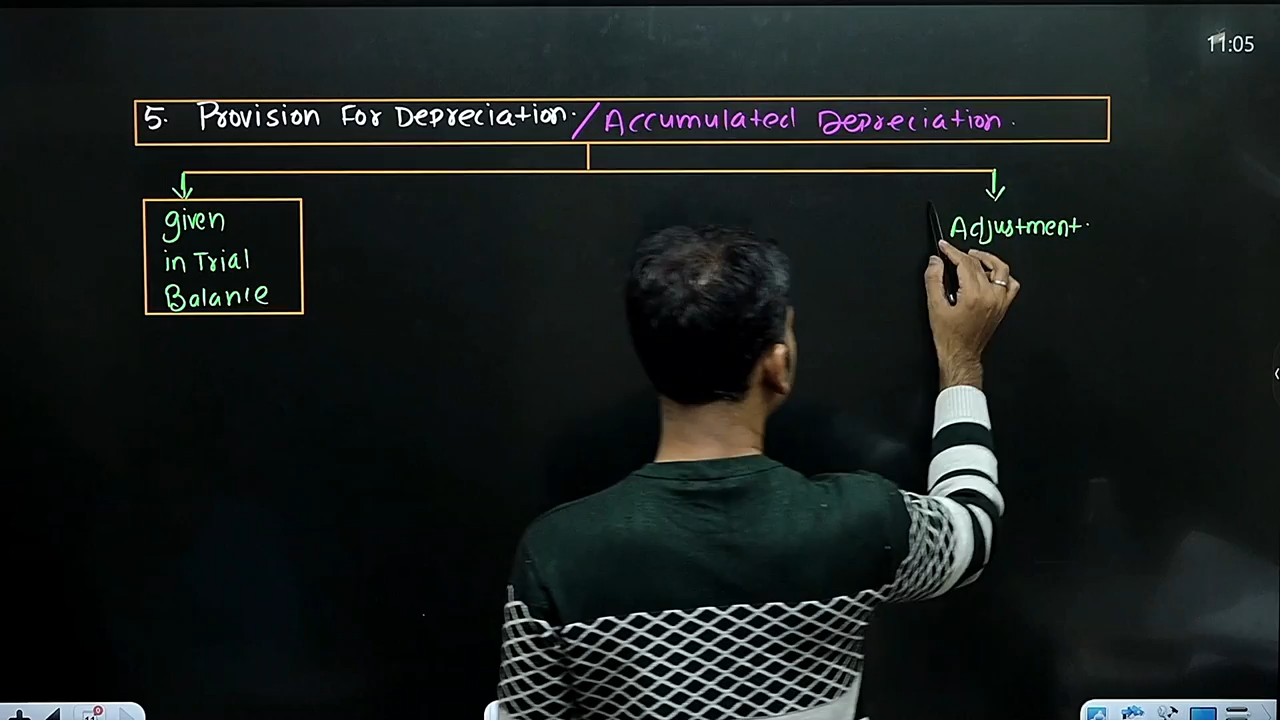 11:05
5. Provision For Depreciation. / Accumulated Depreciation.
given
in Trial
Balance
Adjustment.